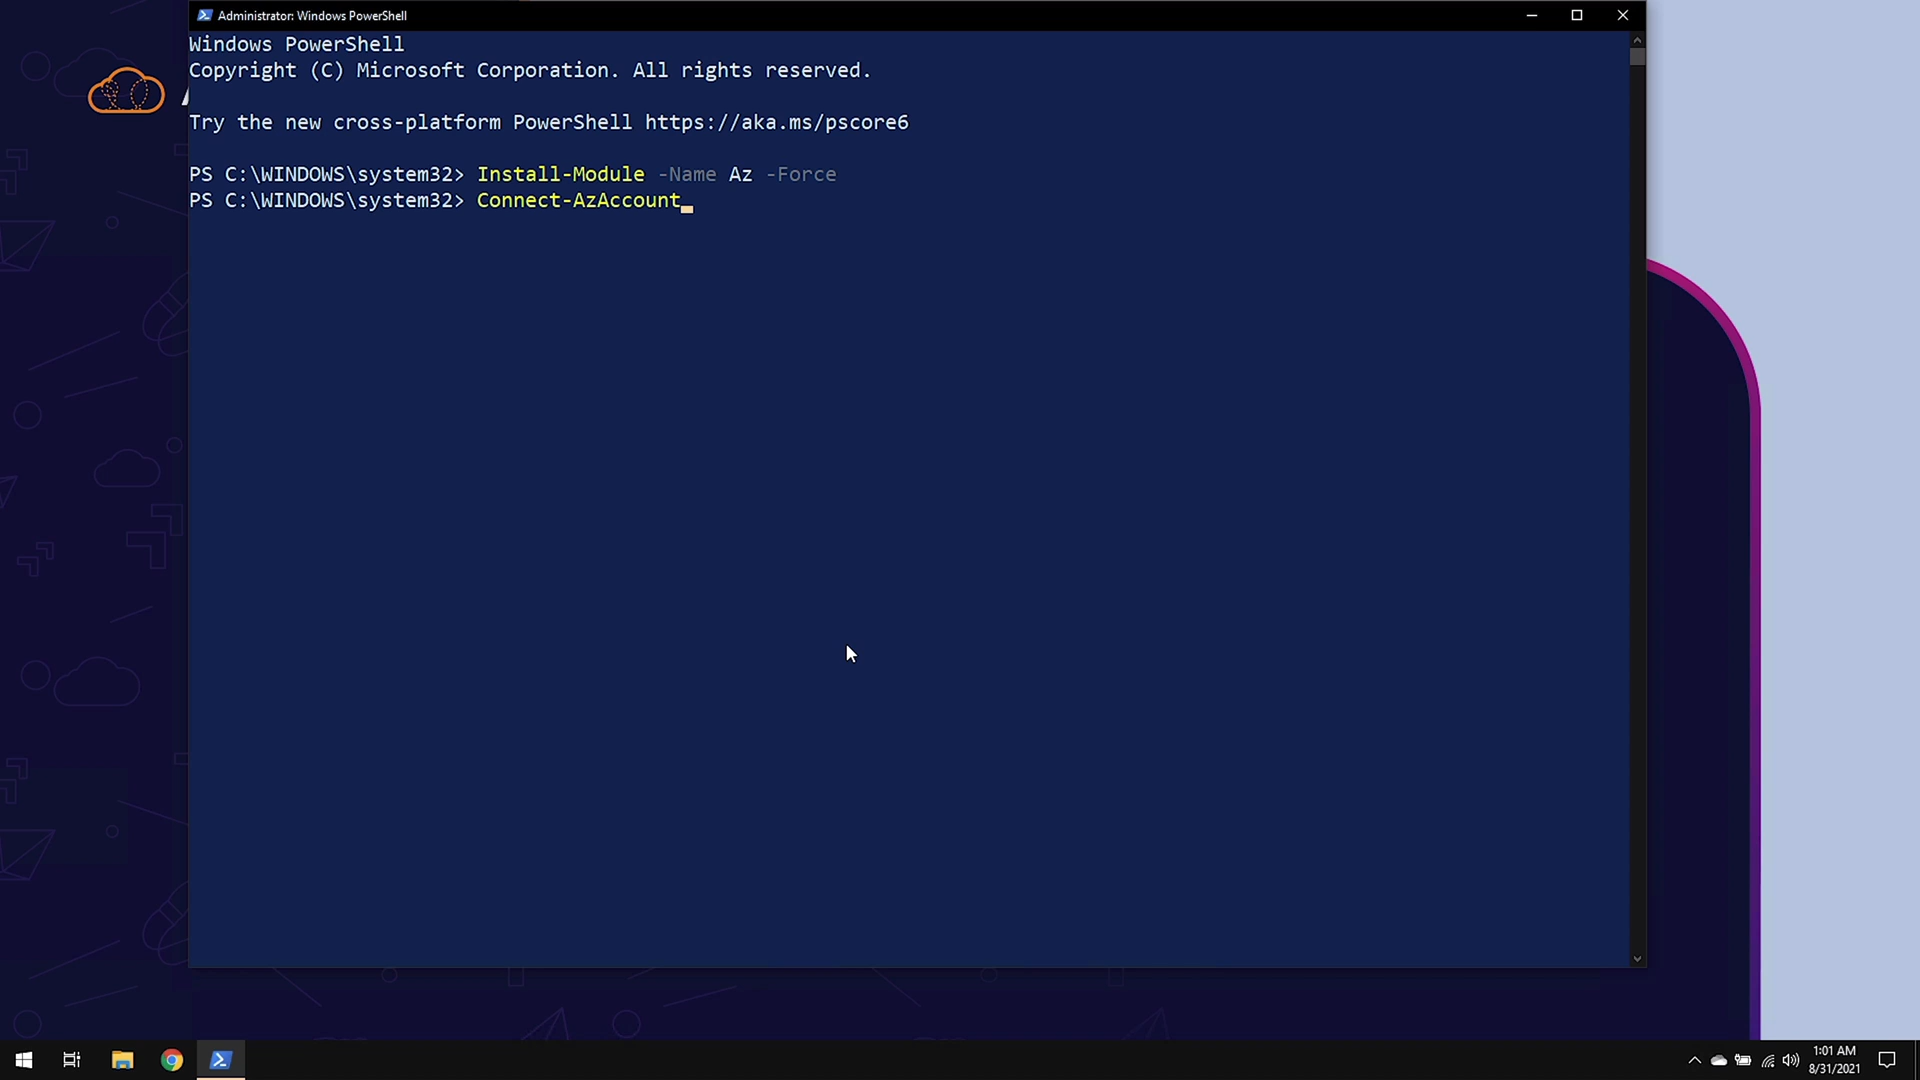 Administrator: Windows PowerShell
Windows PowerShell
Copyright (C) Microsoft Corporation. All rights reserved.
Try the new cross-platform PowerShell https://aka.ms/pscore6
PS C:\WINDOWS\system32> Install-Module -Name Az -Force
PS C:\WINDOWS\system32> Connect-AzAccount
1:01 AM
8/31/2021